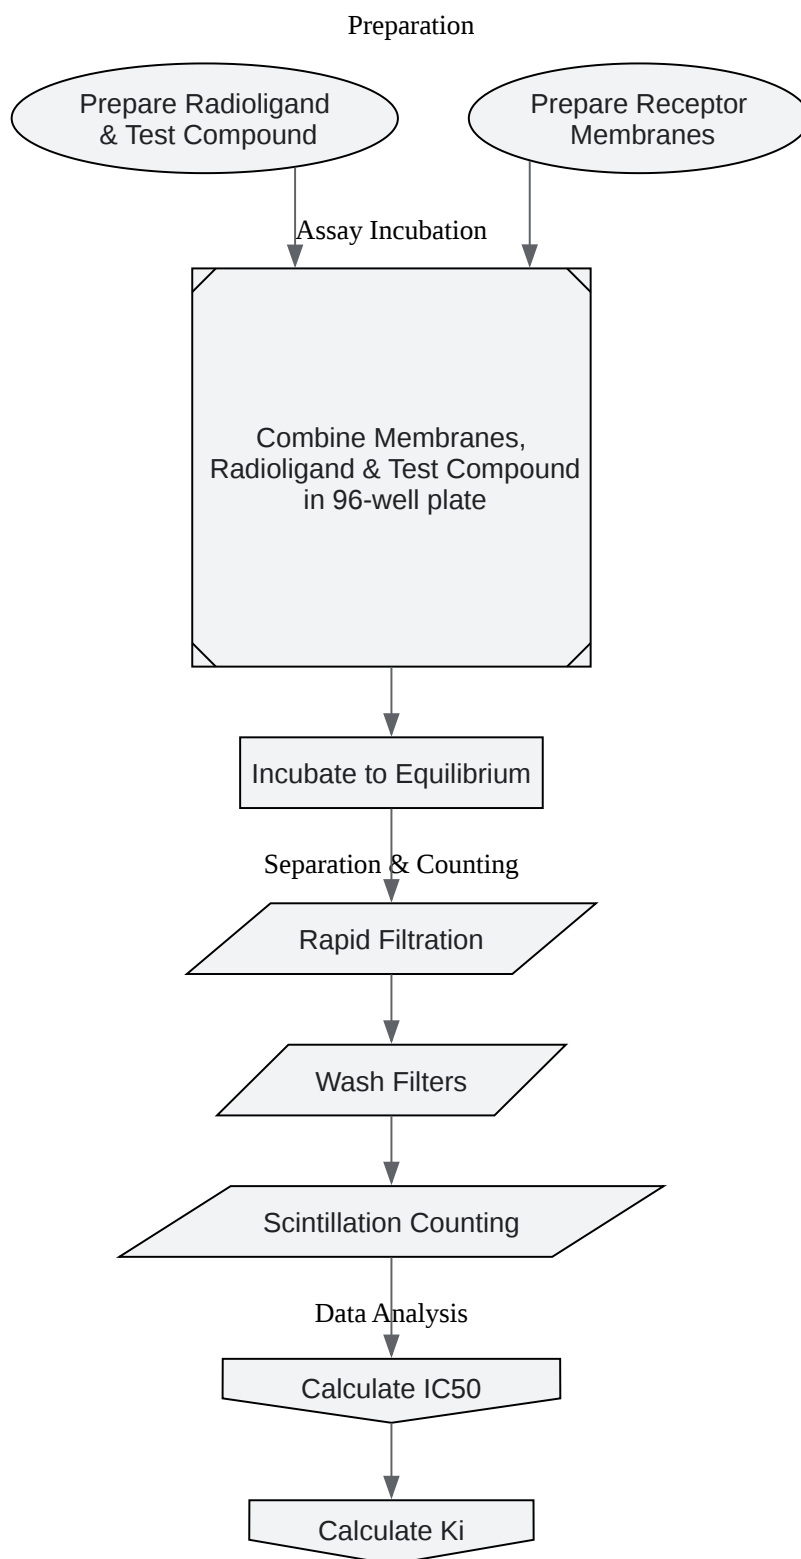 Preparation
Prepare Radioligand
& Test Compound
Prepare Receptor
Membranes
Assay Incubation
Combine Membranes,
Radioligand & Test Compound
in 96-well plate
Incubate to Equilibrium
Separation & Counting
Rapid Filtration
Wash Filters
Scintillation Counting
Data Analysis
Calculate IC50
Calculate Ki